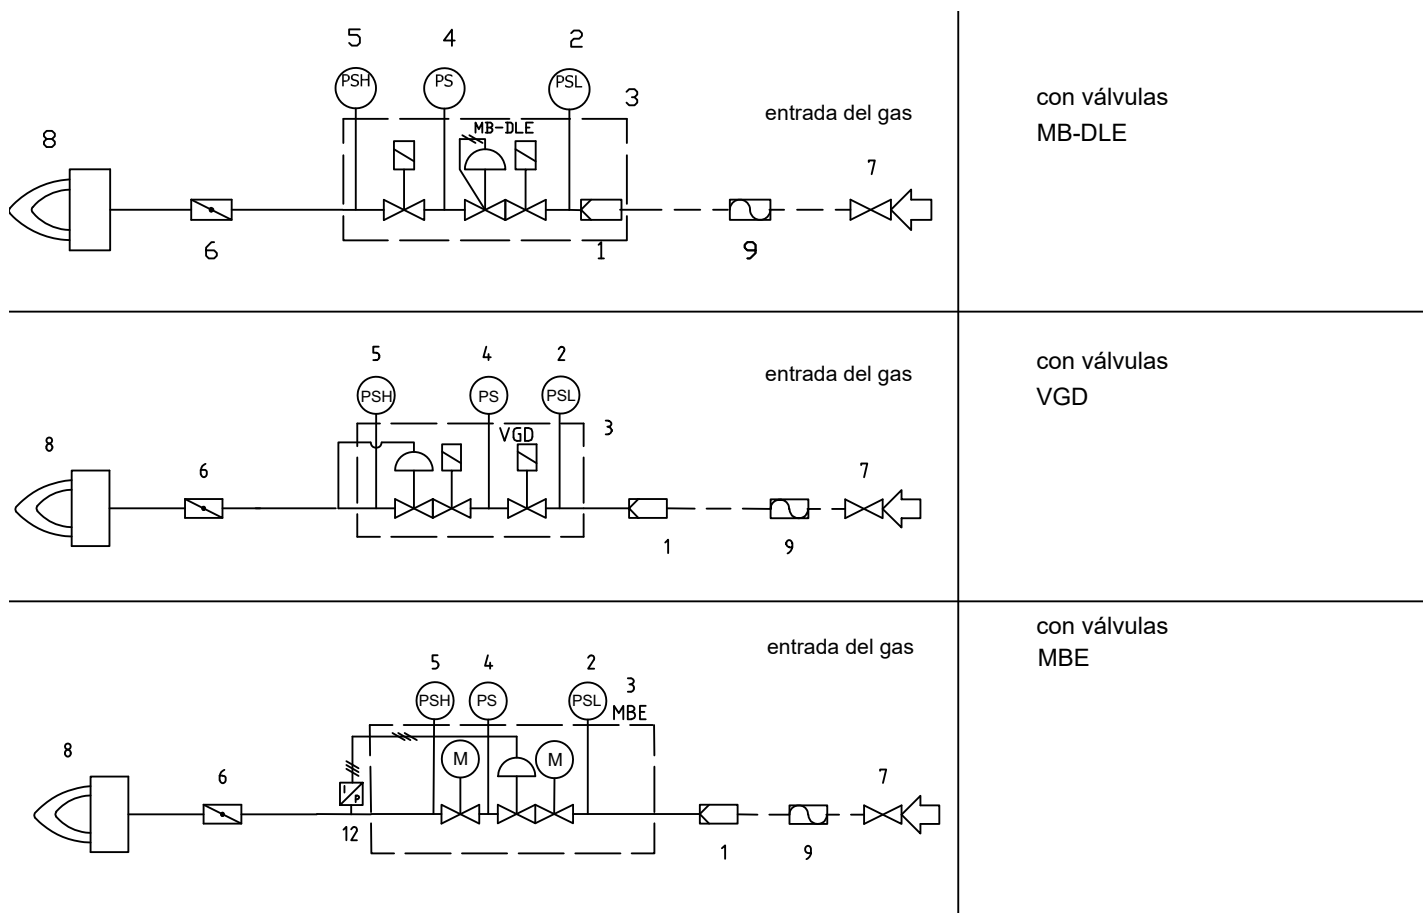 5 4 2
PSH PS PSL
3
entrada del gas
con válvulas
MB-DLE
MB-DLE
8
7
6 1 9
5 4 2
entrada del gas
con válvulas
VGD
PSH PS PSL
3
VGD
8
6
7
1 9
entrada del gas
con válvulas
MBE
5 4 2
3
PSH PS PSL
MBE
8
M M
6
7
I
P
12
1 9